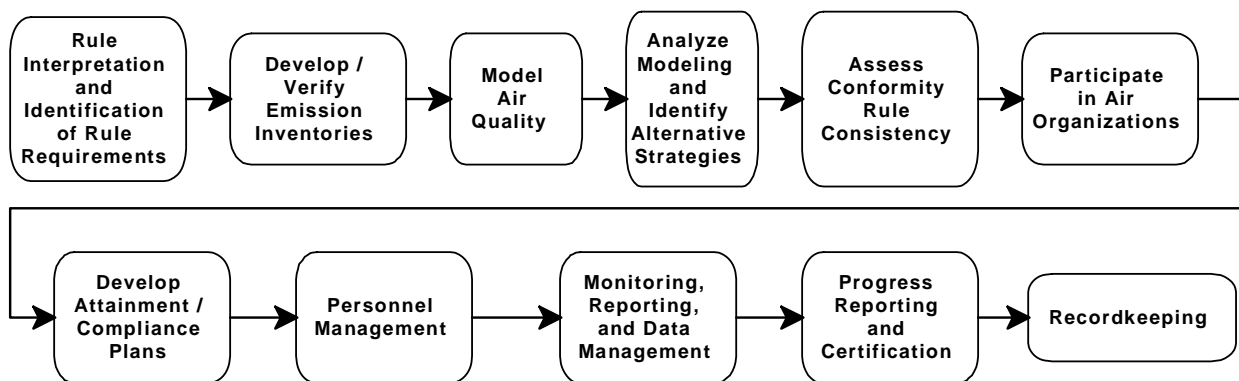 Rule
Interpretation
and
Identification
of Rule
Requirements
Develop /
Verify
Emission
Inventories
Model
Air
Quality
Analyze
Modeling
and
Identify
Alternative
Strategies
Assess
Conformity
Rule
Consistency
Participate
in Air
Organizations
Develop
Attainment /
Compliance
Plans
Personnel
Management
Monitoring,
Reporting,
and Data
Management
Progress
Reporting
and
Certification
Recordkeeping